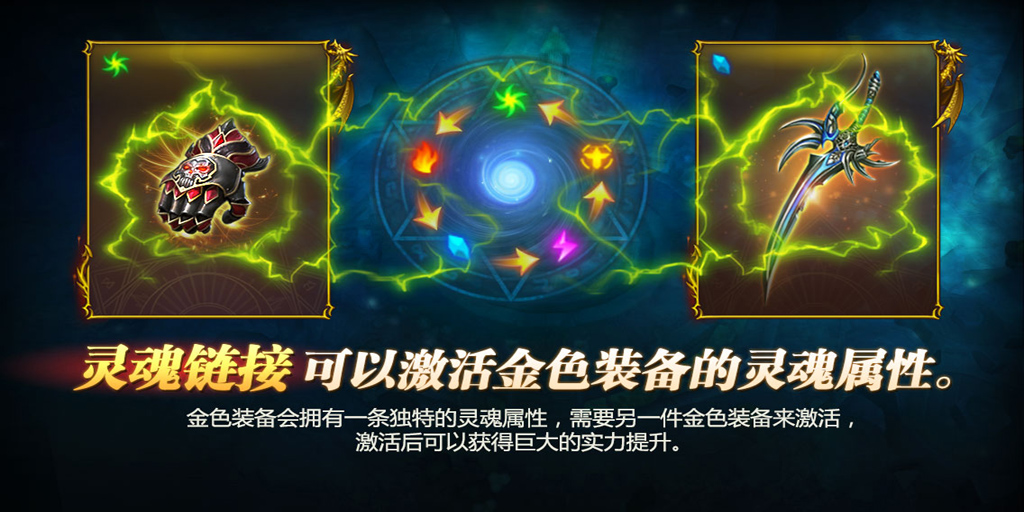 灵魂链接 可以激活金色装备的灵魂属性。
金色装备会拥有一条独特的灵魂属性，需要另一件金色装备来激活，
激活后可以获得巨大的实力提升。